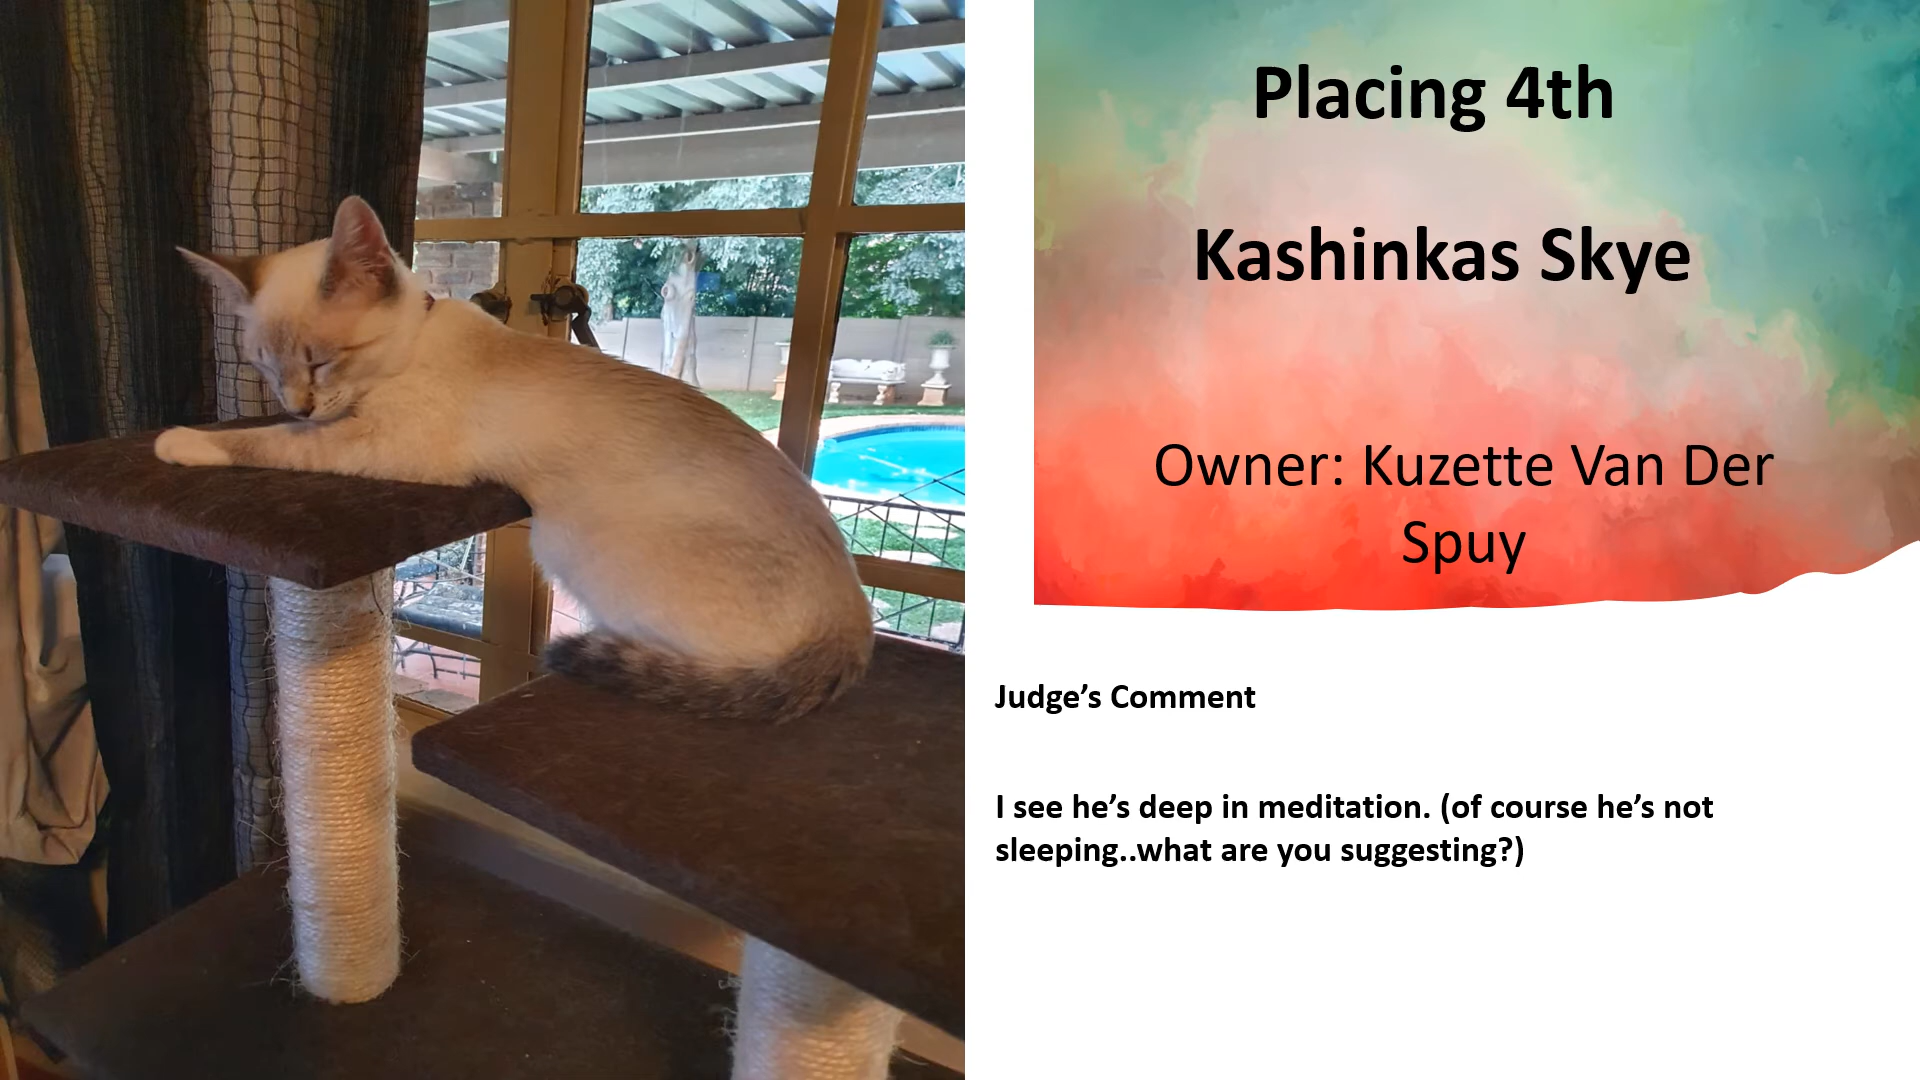 Placing 4th
Kashinkas Skye
Owner: Kuzette Van Der
Spuy
Judge’s Comment
I see he’s deep in meditation. (of course he’s not
sleeping..what are you suggesting?)